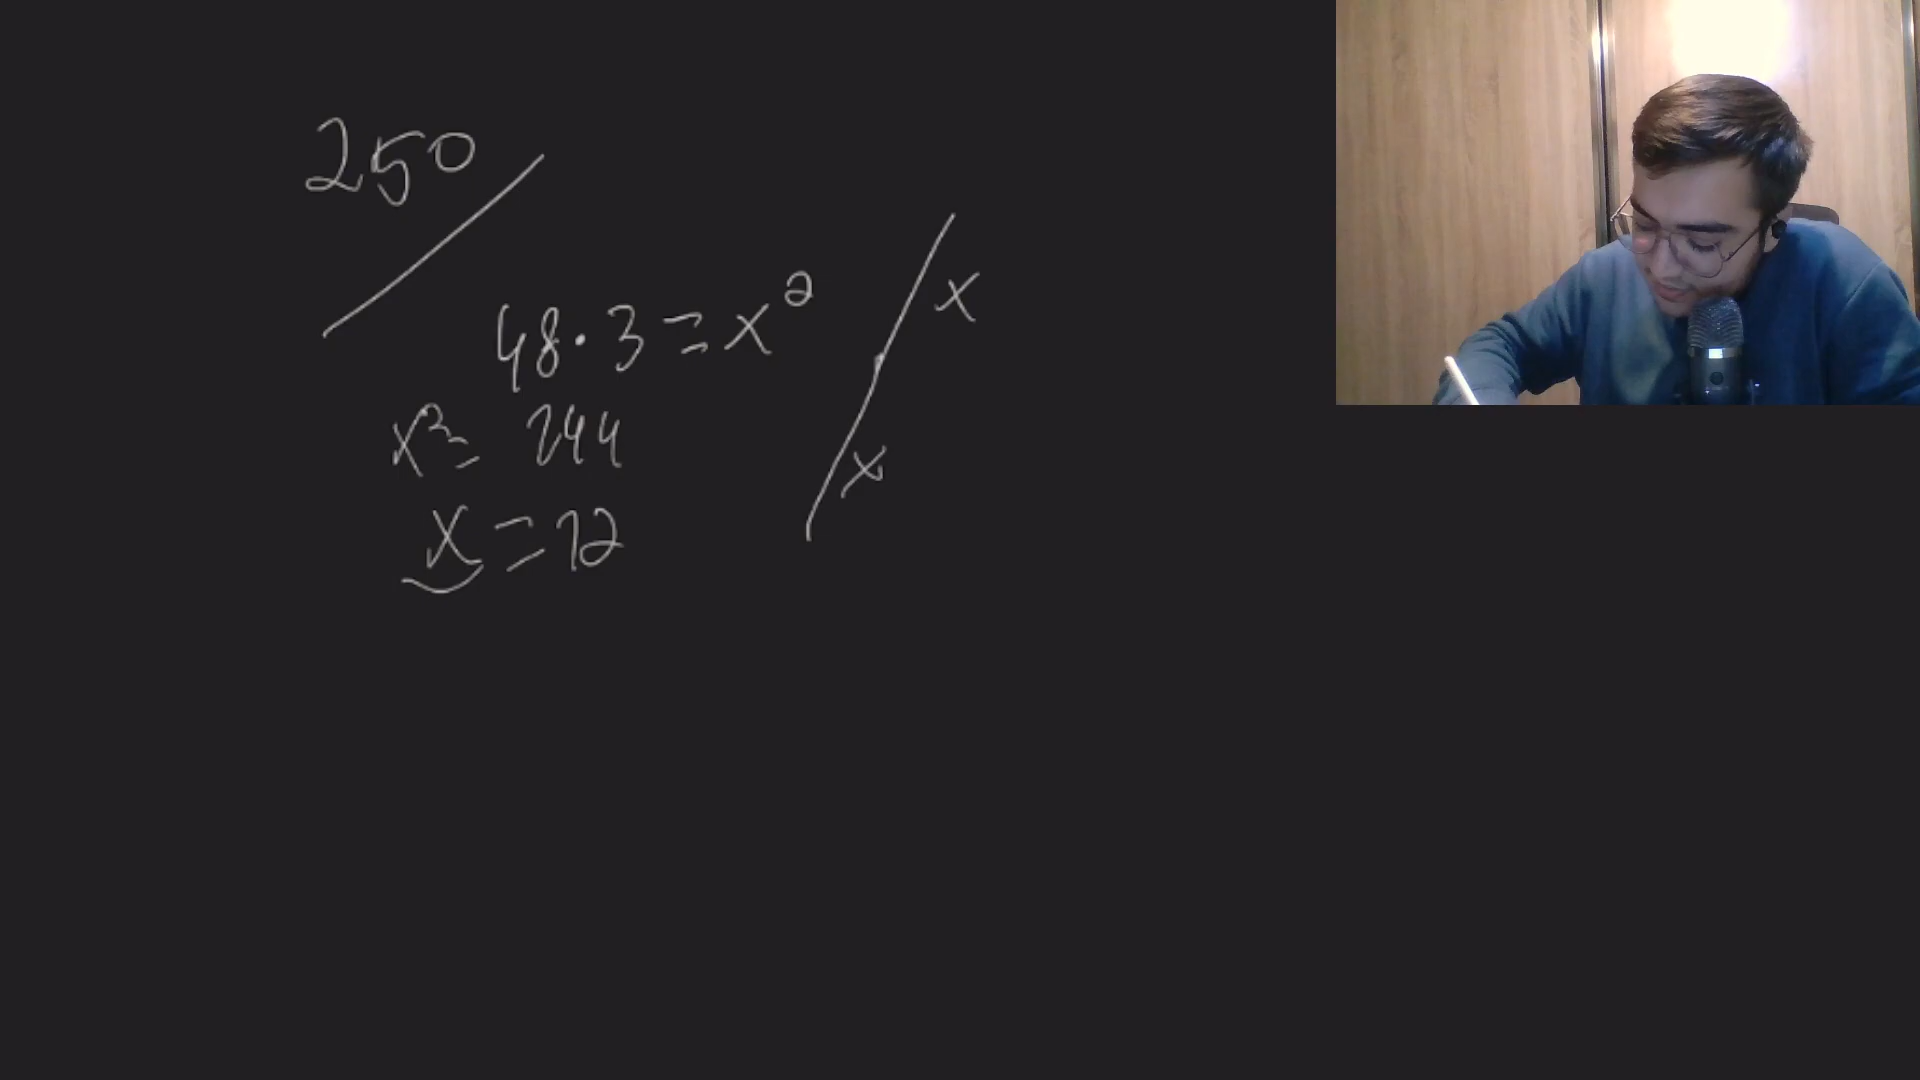 250
48·3=x² x
x²= 144 x
x=12